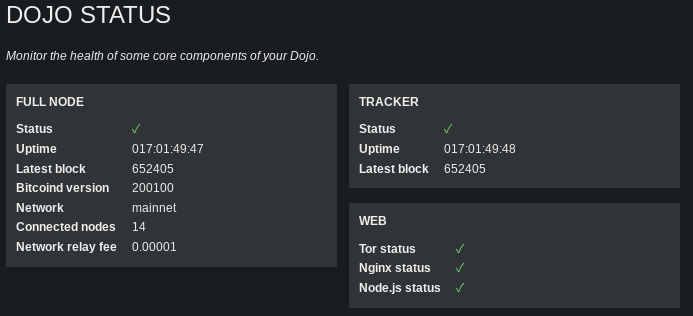 DOJO STATUS
Monitor the health of some core components of your Dojo.
FULL NODE
Status ✓
Uptime 017:01:49:47
Latest block 652405
Bitcoind version 200100
Network mainnet
Connected nodes 14
Network relay fee 0.00001
TRACKER
Status ✓
Uptime 017:01:49:48
Latest block 652405
WEB
Tor status ✓
Nginx status ✓
Node.js status ✓